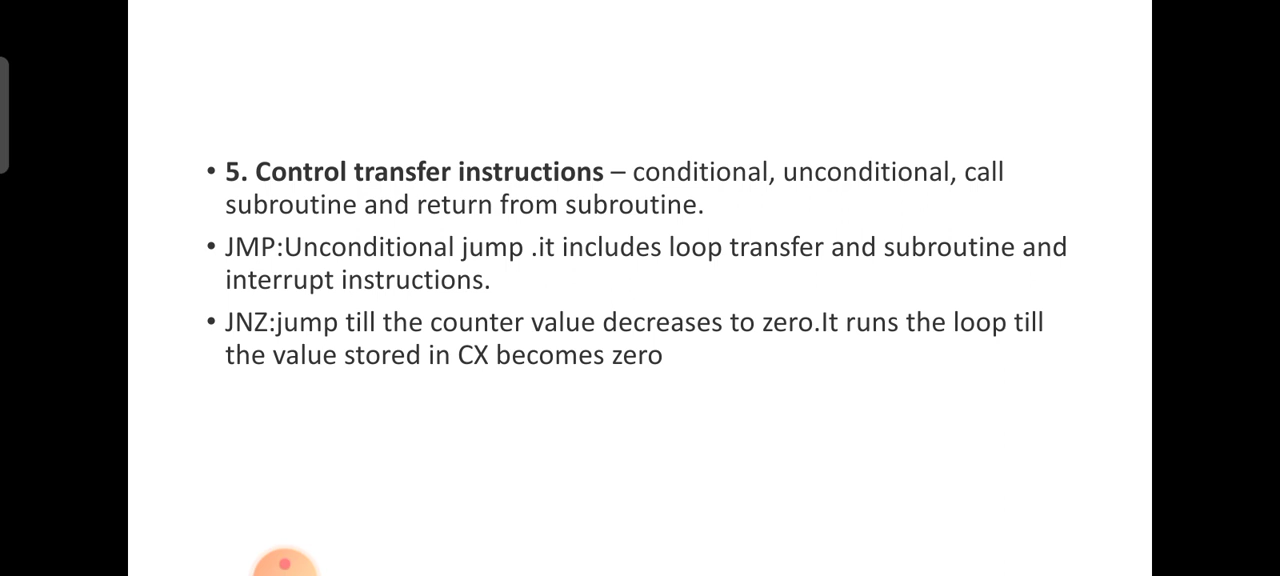 • 5. Control transfer instructions – conditional, unconditional, call
subroutine and return from subroutine.
• JMP:Unconditional jump .it includes loop transfer and subroutine and
interrupt instructions.
• JNZ:jump till the counter value decreases to zero.It runs the loop till
the value stored in CX becomes zero